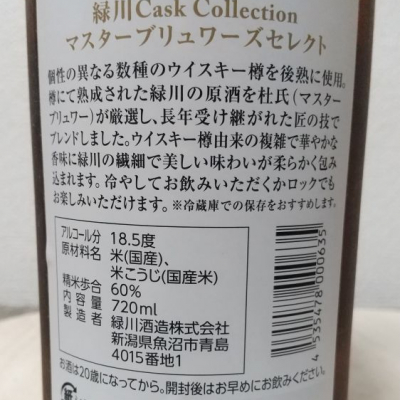 緑川Cask Collection
マスターブリュワーズセレクト
個性の異なる数種のウイスキー樽を後熟に使用。
樽にて熟成された緑川の原酒を杜氏（マスター
ブリュワー）が厳選し、長年受け継がれた匠の技で
ブレンドしました。ウイスキー樽由来の複雑で華やかな
香味に緑川の繊細で美しい味わいが柔らかく包み
込まれます。冷やしてお飲みいただくかロックでも
お楽しみいただけます。※冷蔵庫での保存をおすすめします。
アルコール分 18.5度
原材料名 米（国産）、
米こうじ（国産米）
精米歩合 60%
内容量 720ml
製造者 緑川酒造株式会社
新潟県魚沼市青島
4015番地1
4 535478 000635
お酒は20歳になってから。開封後はお早めにお飲みください。